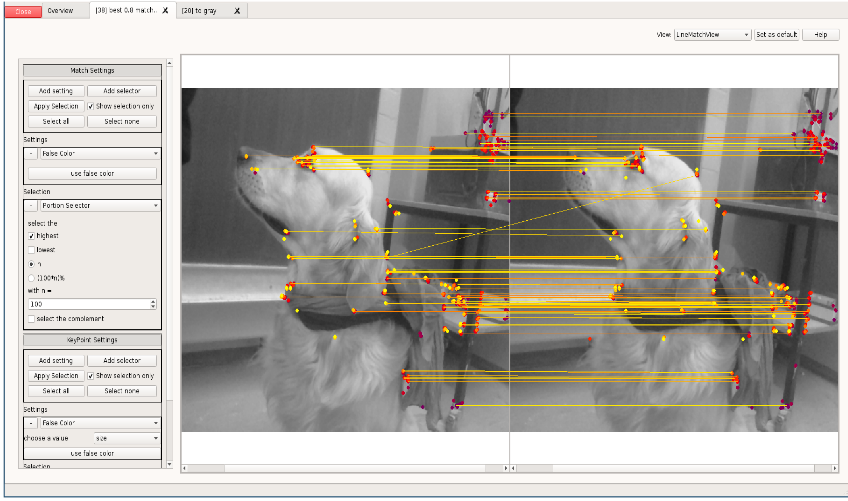 Close Overview [38] best 0.8 match... X [20] to gray X
View: LineMatchView Set as default Help
Match Settings
Add setting Add selector
Apply Selection Show selection only
Select all Select none
Settings
- False Color
use false color
Selection
- Portion Selector
select the
highest
lowest
n
(100*n)%
with n =
100
select the complement
KeyPoint Settings
Add setting Add selector
Apply Selection Show selection only
Select all Select none
Settings
- False Color
choose a value size
use false color
Selection